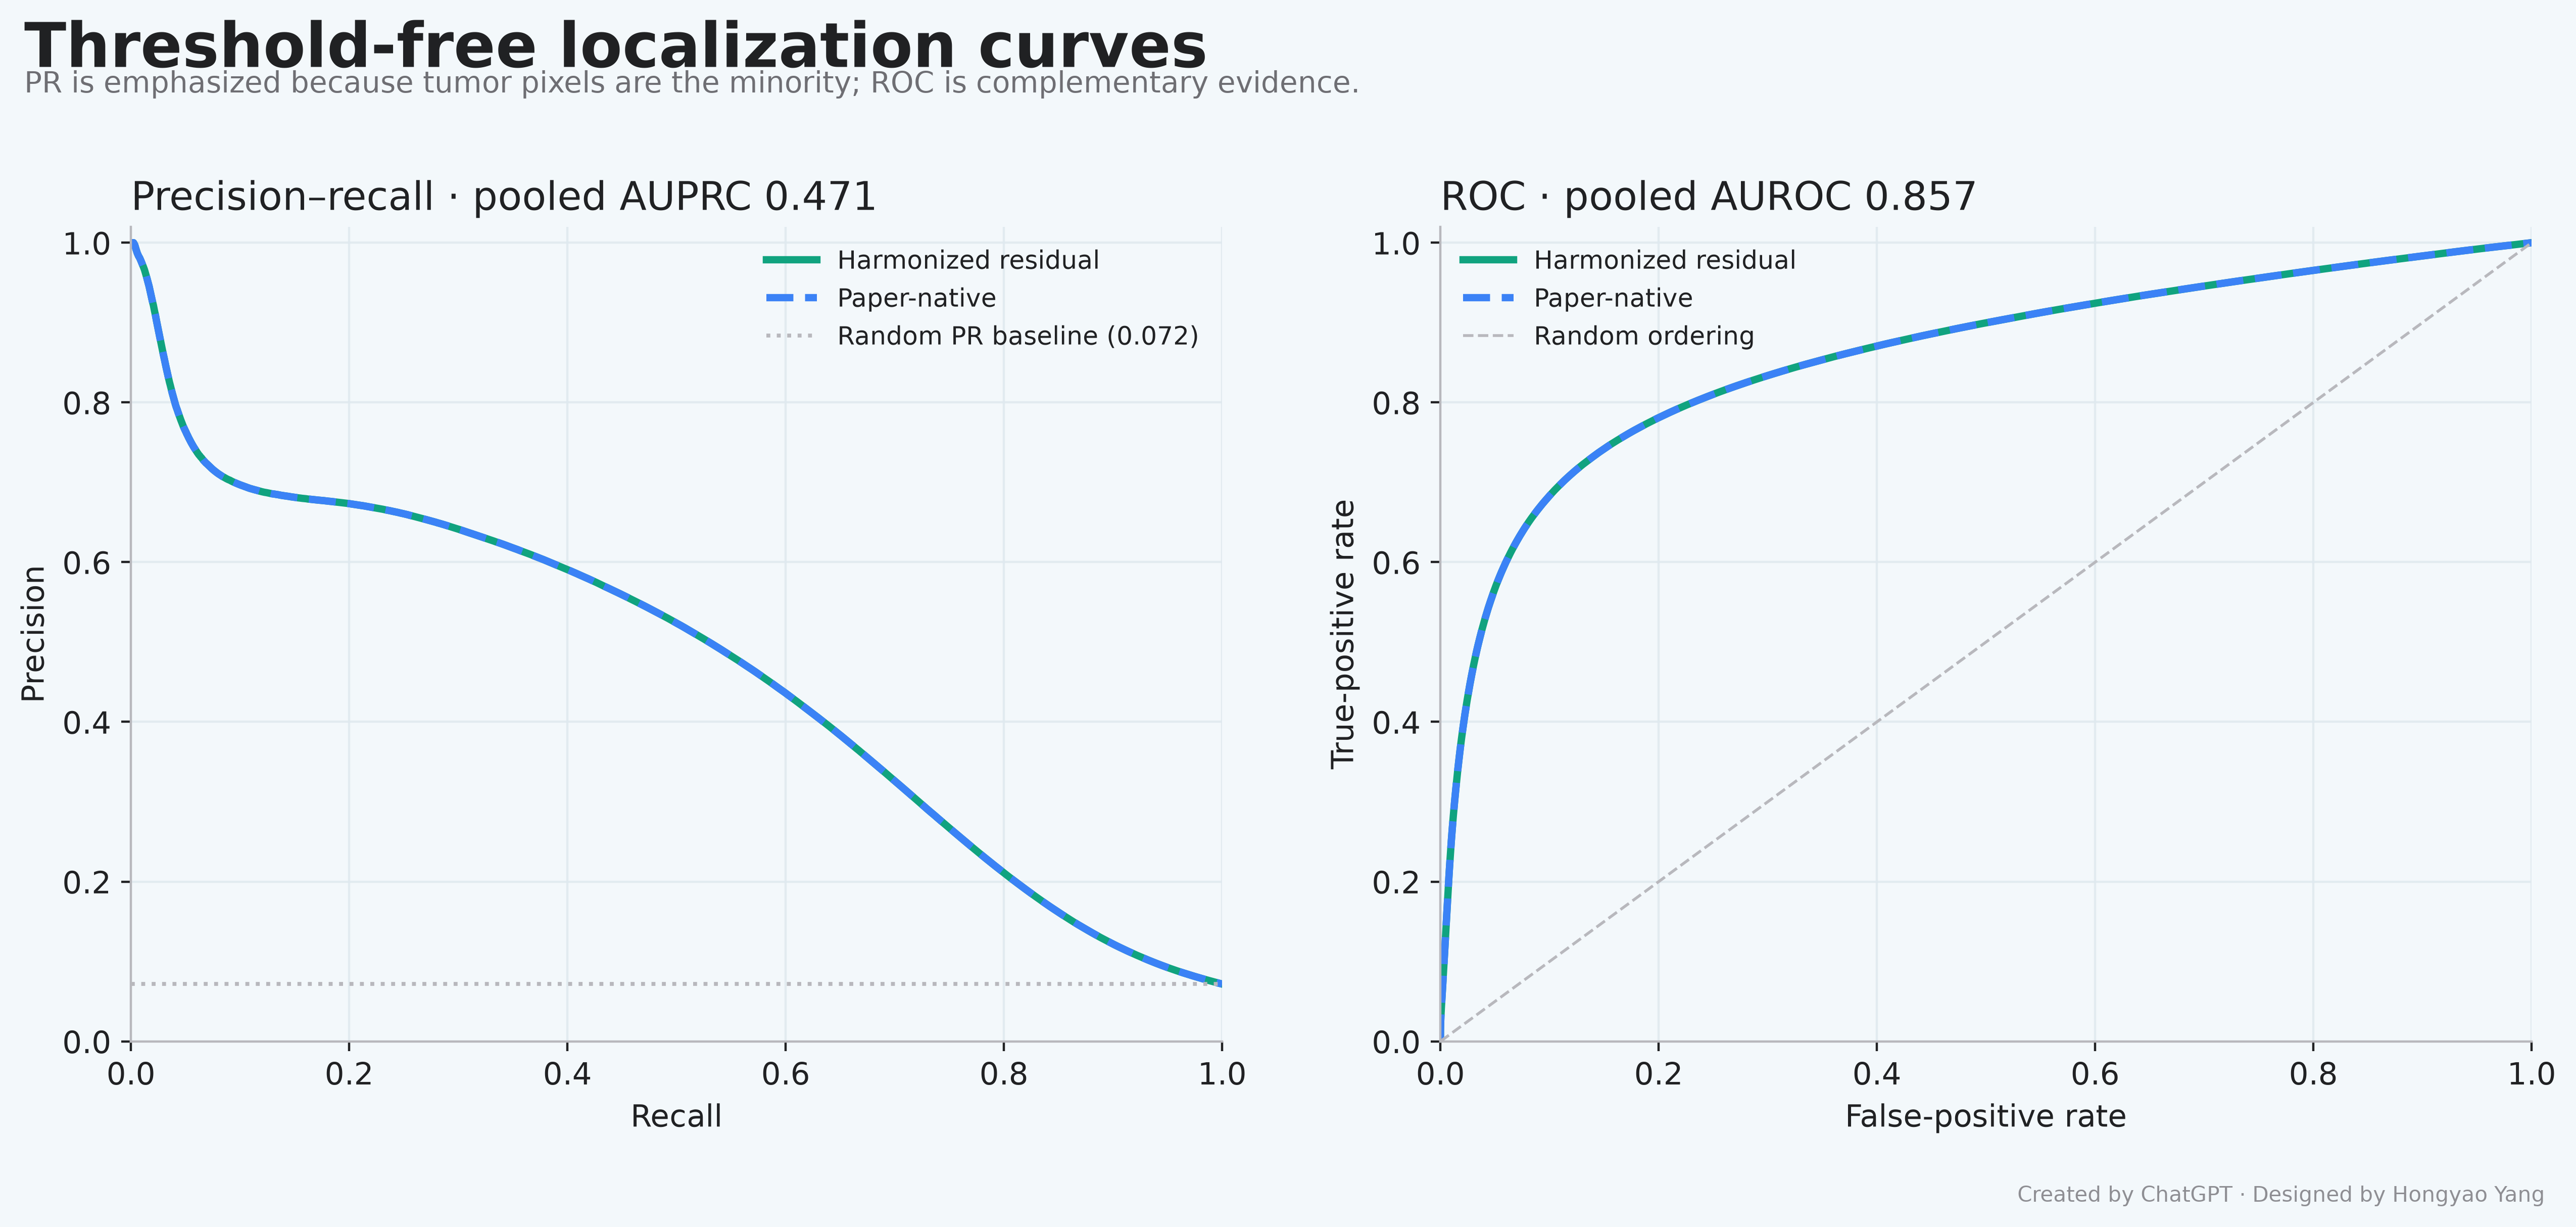 Threshold-free localization curves
PR is emphasized because tumor pixels are the minority; ROC is complementary evidence.
Precision–recall · pooled AUPRC 0.471
1.0
0.8
0.6
0.4
0.2
0.0
Precision
Harmonized residual
Paper-native
Random PR baseline (0.072)
0.0 0.2 0.4 0.6 0.8 1.0
Recall
ROC · pooled AUROC 0.857
1.0
0.8
0.6
0.4
0.2
0.0
True-positive rate
Harmonized residual
Paper-native
Random ordering
0.0 0.2 0.4 0.6 0.8 1.0
False-positive rate
Created by ChatGPT · Designed by Hongyao Yang